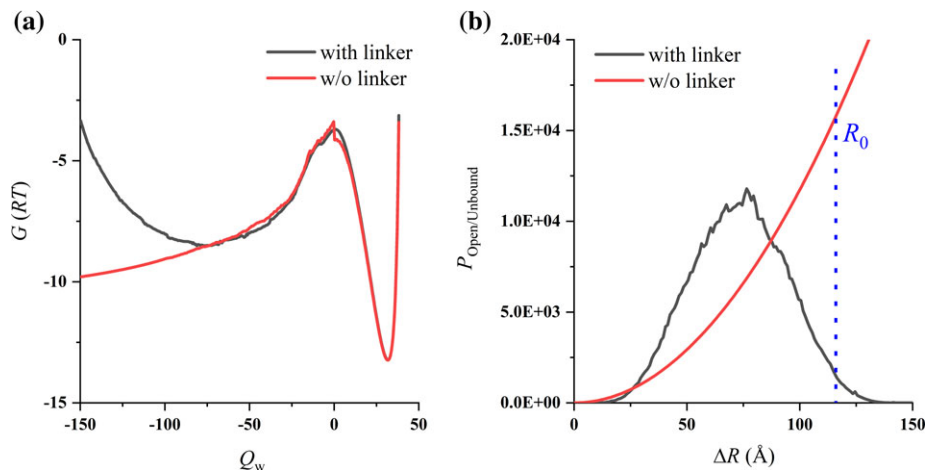 (a)
with linker
w/o linker
G (RT)
0
-5
-10
-15
-150
-100
-50
0
50
Qw
(b)
with linker
w/o linker
R0
POpen/Unbound
2.0E+04
1.5E+04
1.0E+04
5.0E+03
0.0E+00
0
50
100
150
ΔR (Å)